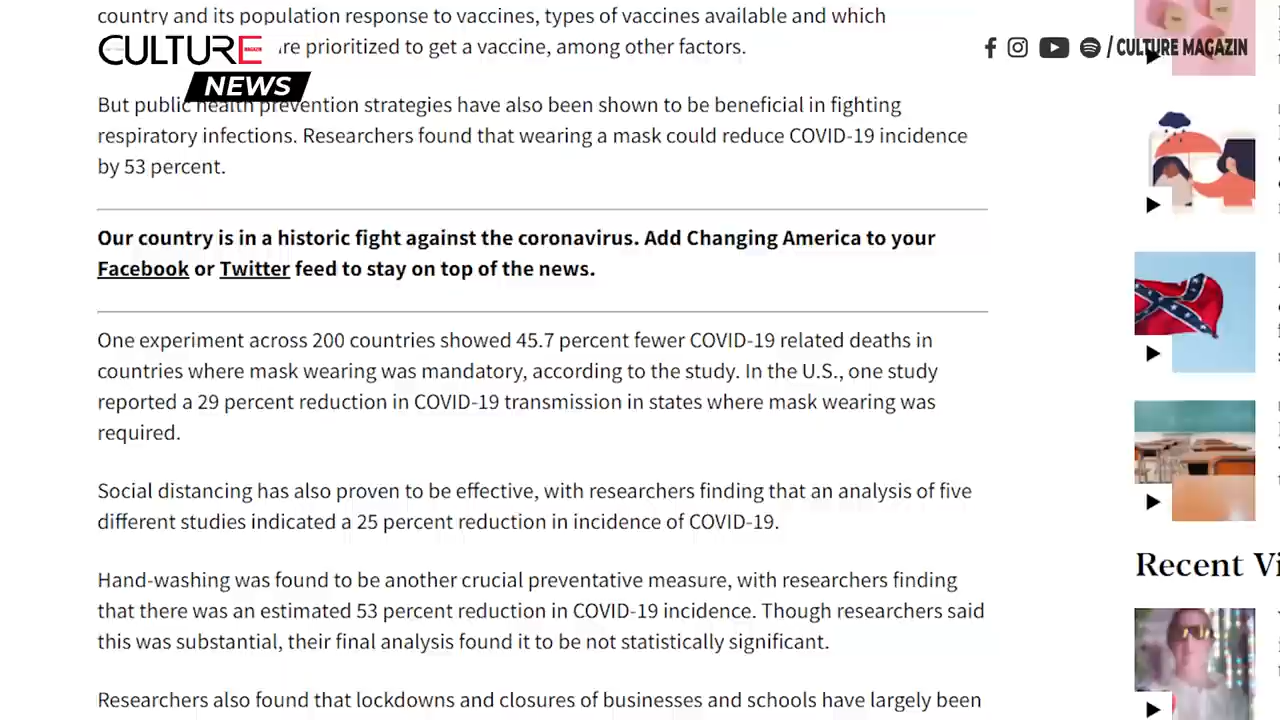 country and its population response to vaccines, types of vaccines available and which
CULTURE
MAGAZIN
NEWS
are prioritized to get a vaccine, among other factors.
/ CULTURE MAGAZIN
But public health prevention strategies have also been shown to be beneficial in fighting
respiratory infections. Researchers found that wearing a mask could reduce COVID-19 incidence
by 53 percent.
Our country is in a historic fight against the coronavirus. Add Changing America to your
Facebook or Twitter feed to stay on top of the news.
One experiment across 200 countries showed 45.7 percent fewer COVID-19 related deaths in
countries where mask wearing was mandatory, according to the study. In the U.S., one study
reported a 29 percent reduction in COVID-19 transmission in states where mask wearing was
required.
Social distancing has also proven to be effective, with researchers finding that an analysis of five
different studies indicated a 25 percent reduction in incidence of COVID-19.
Hand-washing was found to be another crucial preventative measure, with researchers finding
that there was an estimated 53 percent reduction in COVID-19 incidence. Though researchers said
this was substantial, their final analysis found it to be not statistically significant.
Researchers also found that lockdowns and closures of businesses and schools have largely been
Recent Vi